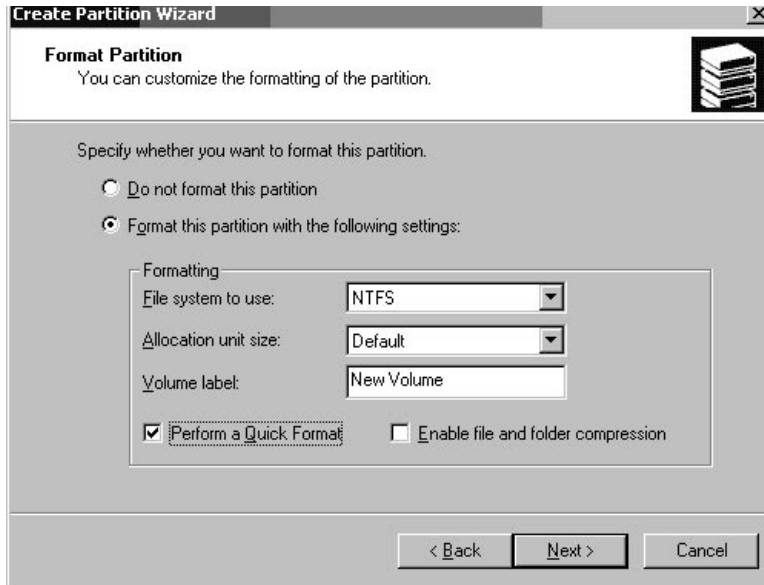 Create Partition Wizard
Format Partition
You can customize the formatting of the partition.
Specify whether you want to format this partition.
Do not format this partition
Format this partition with the following settings:
Formatting
File system to use: NTFS
Allocation unit size: Default
Volume label: New Volume
Perform a Quick Format Enable file and folder compression
< Back Next > Cancel